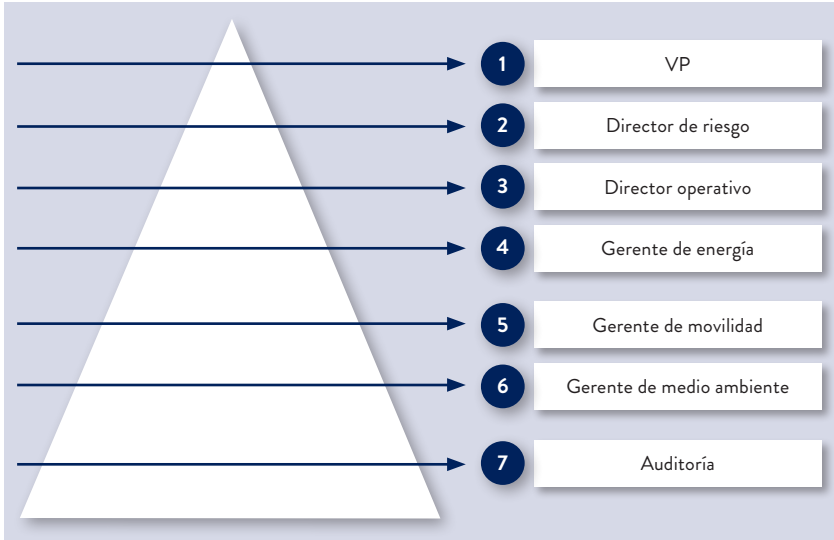 1 VP
2 Director de riesgo
3 Director operativo
4 Gerente de energía
5 Gerente de movilidad
6 Gerente de medio ambiente
7 Auditoría